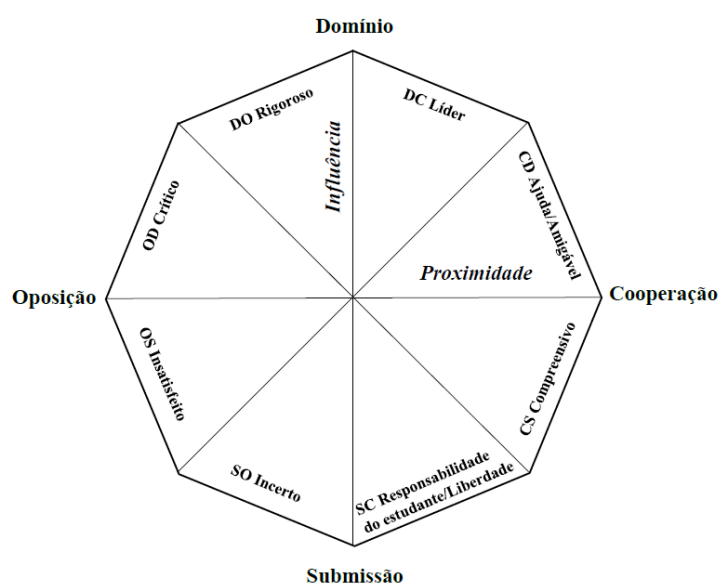 Domínio
DO Rigoroso
DC Líder
Influência
OD Crítico
CD Ajuda/Amigável
Proximidade
Oposição
Cooperação
OS Insatisfeito
CS Compreensivo
SO Incerto
SC Responsabilidade
do estudante/Liberdade
Submissão